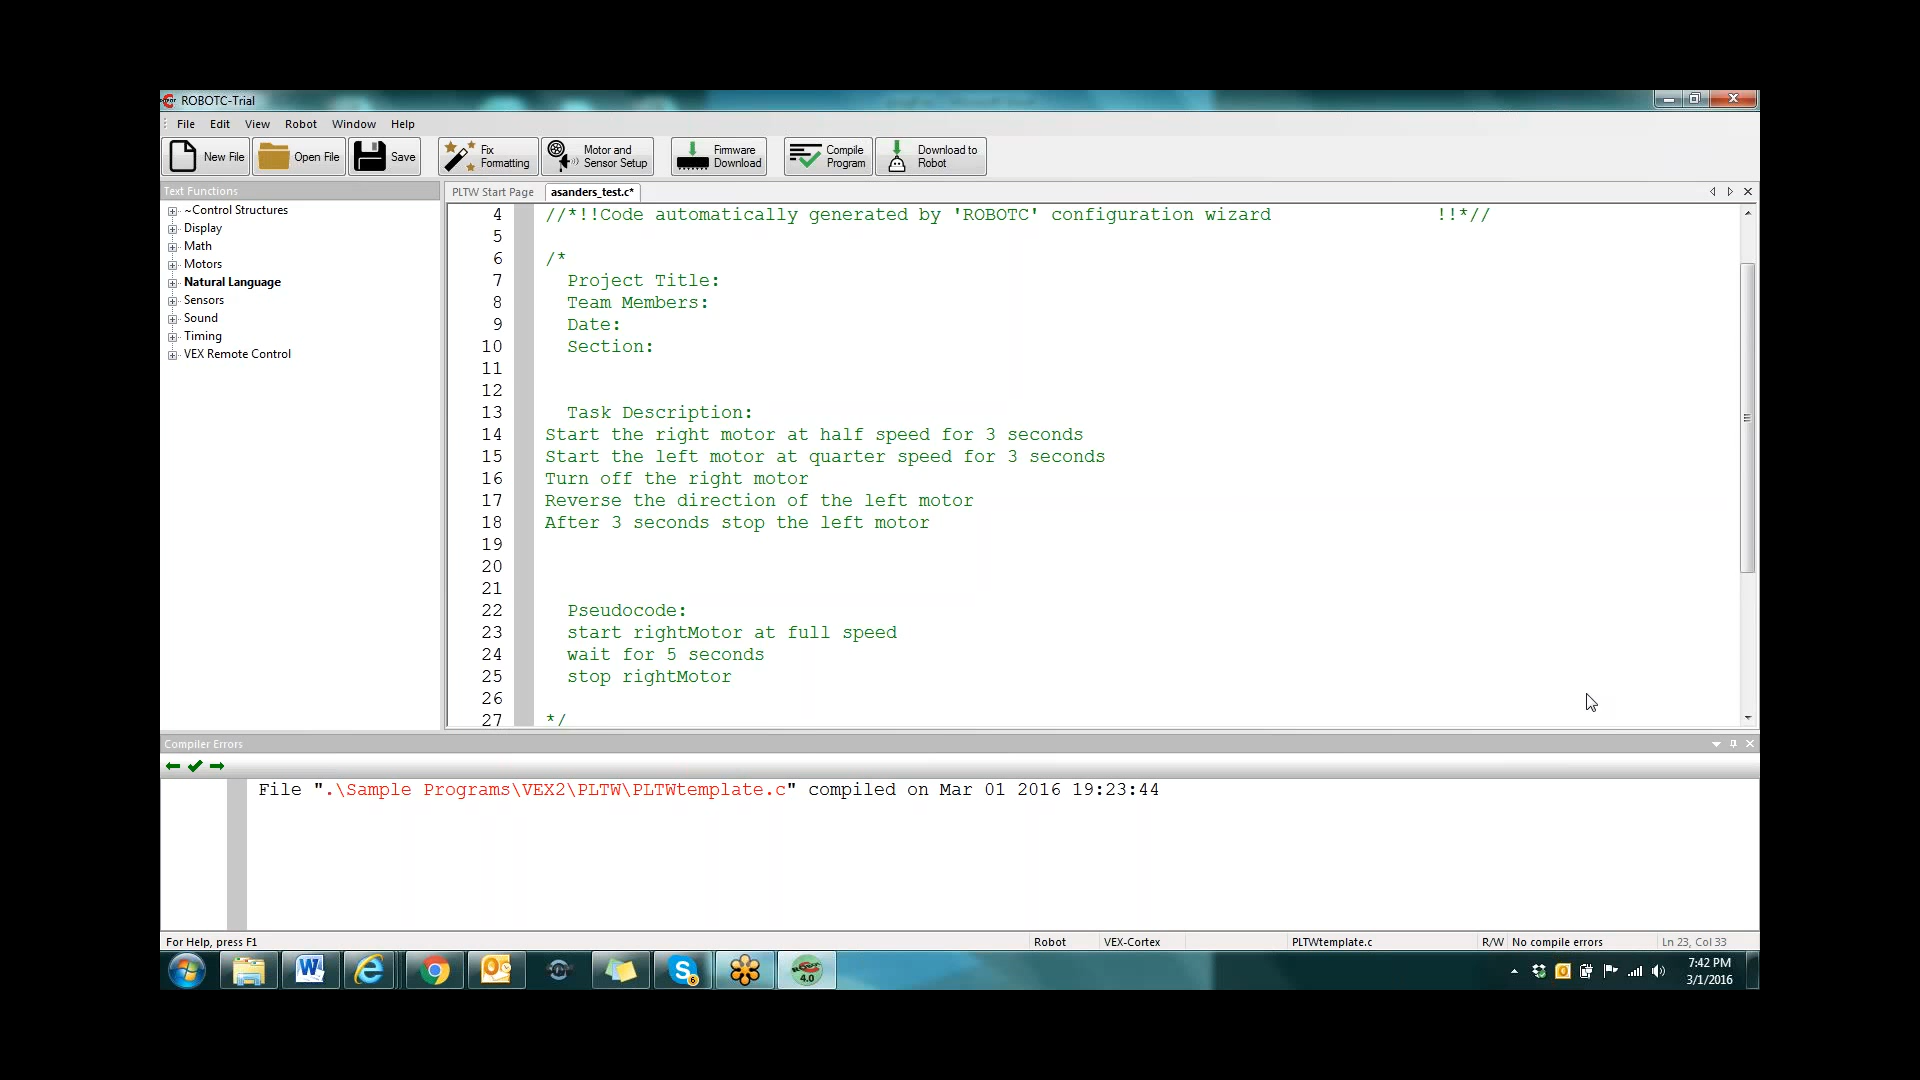 ROBOTC-Trial
File Edit View Robot Window Help
New File Open File Save Fix Formatting Motor and Sensor Setup Firmware Download Compile Program Download to Robot
Text Functions
~Control Structures
Display
Math
Motors
Natural Language
Sensors
Sound
Timing
VEX Remote Control
PLTW Start Page asanders_test.c*
4 //*!!Code automatically generated by 'ROBOTC' configuration wizard !!*//
5
6 /*
7 Project Title:
8 Team Members:
9 Date:
10 Section:
11
12
13 Task Description:
14 Start the right motor at half speed for 3 seconds
15 Start the left motor at quarter speed for 3 seconds
16 Turn off the right motor
17 Reverse the direction of the left motor
18 After 3 seconds stop the left motor
19
20
21
22 Pseudocode:
23 start rightMotor at full speed
24 wait for 5 seconds
25 stop rightMotor
26
27 */
Compiler Errors
File ".\Sample Programs\VEX2\PLTW\PLTWtemplate.c" compiled on Mar 01 2016 19:23:44
For Help, press F1 Robot VEX-Cortex PLTWtemplate.c R/W No compile errors Ln 23, Col 33
7:42 PM
3/1/2016